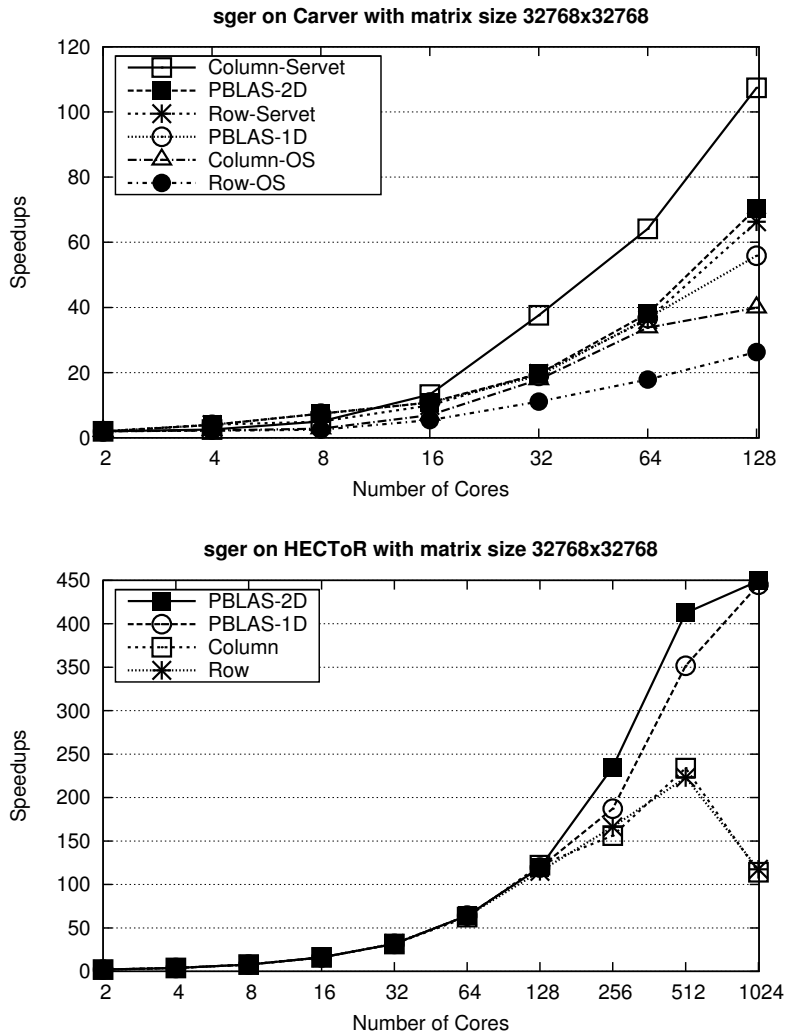 sger on Carver with matrix size 32768x32768
120
100
80
60
40
20
0
Speedups
Column-Servet
PBLAS-2D
Row-Servet
PBLAS-1D
Column-OS
Row-OS
2 4 8 16 32 64 128
Number of Cores
sger on HECToR with matrix size 32768x32768
450
400
350
300
250
200
150
100
50
0
Speedups
PBLAS-2D
PBLAS-1D
Column
Row
2 4 8 16 32 64 128 256 512 1024
Number of Cores